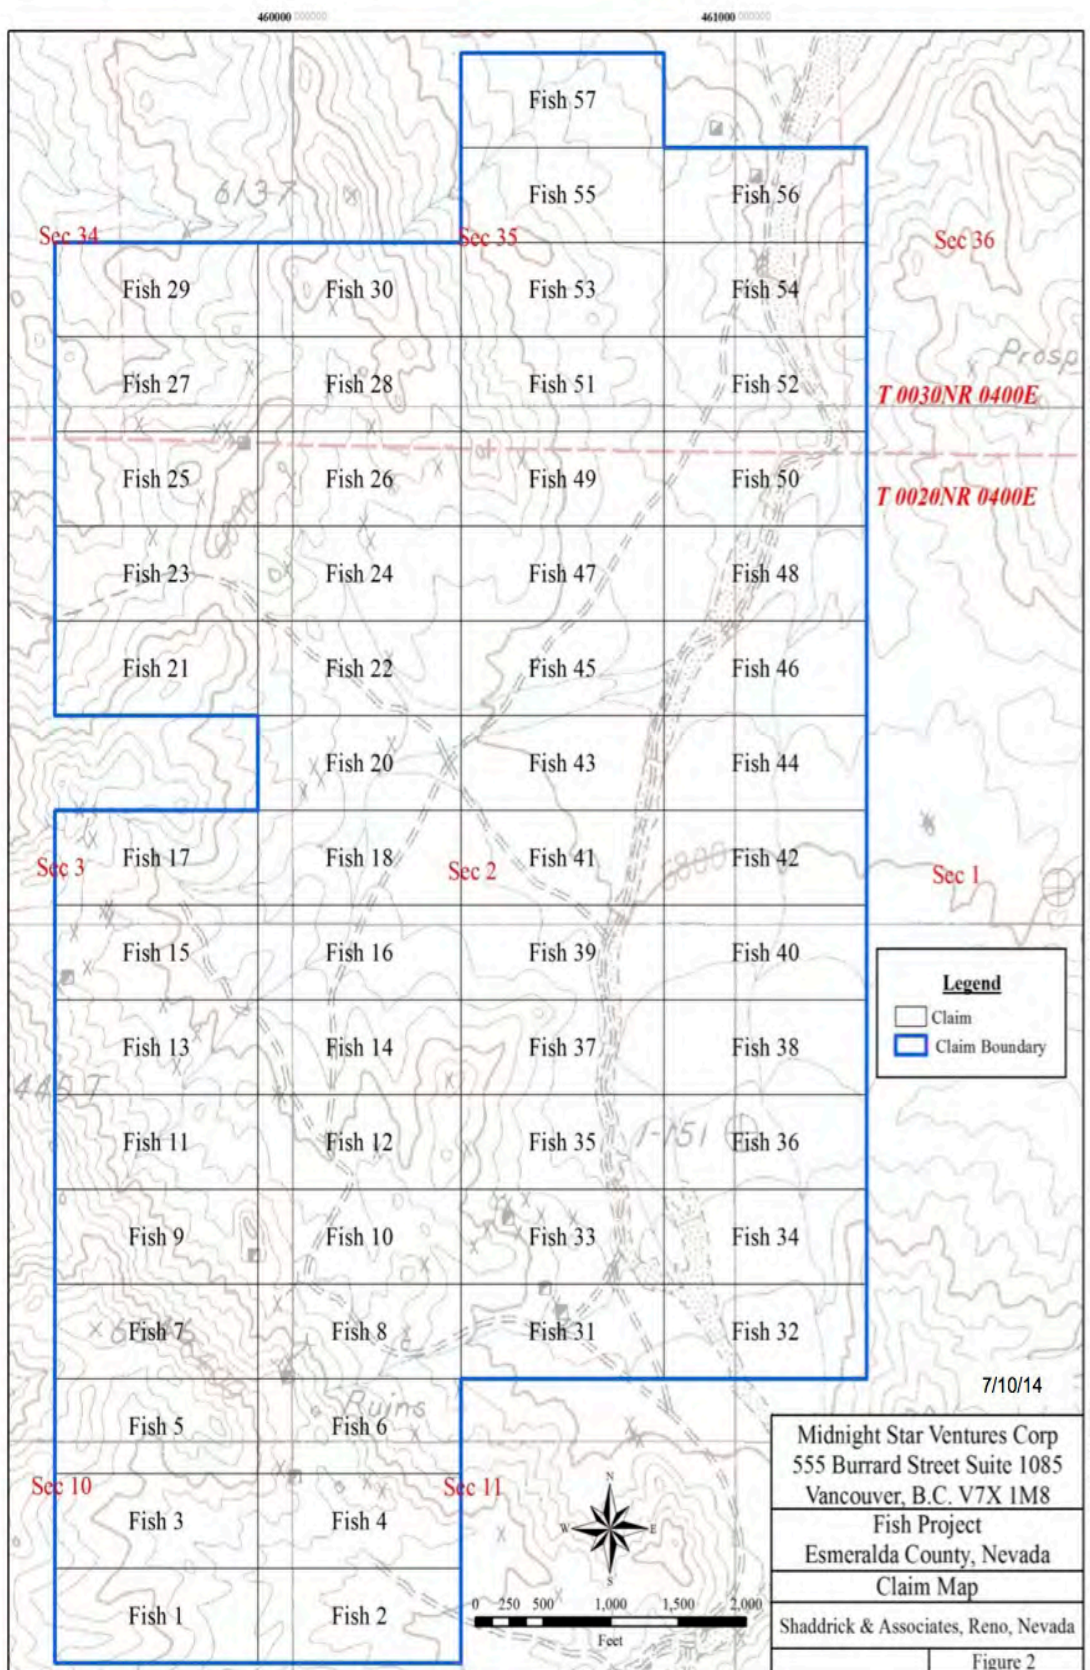 460000 000000
461000 000000
Fish 57
Fish 55
Fish 56
6137
Sec 34
Sec 35
Sec 36
Fish 29
Fish 30
Fish 53
Fish 54
Prosp
Fish 27
Fish 28
Fish 51
Fish 52
T 0030NR 0400E
Fish 25
Fish 26
Fish 49
Fish 50
T 0020NR 0400E
Fish 23
Fish 24
Fish 47
Fish 48
Fish 21
Fish 22
Fish 45
Fish 46
Fish 20
Fish 43
Fish 44
Fish 17
Fish 18
Fish 41
Fish 42
Sec 3
Sec 2
Sec 1
Fish 15
Fish 16
Fish 39
Fish 40
Legend
Claim
Claim Boundary
Fish 13
Fish 14
Fish 37
Fish 38
Fish 11
Fish 12
Fish 35
1-151
Fish 36
Fish 9
Fish 10
Fish 33
Fish 34
Fish 7
Fish 8
Fish 31
Fish 32
7/10/14
Ruins
Fish 5
Fish 6
Sec 10
Sec 11
Fish 3
Fish 4
Fish 1
Fish 2
N
W
E
S
0 250 500 1,000 1,500 2,000
Feet
Midnight Star Ventures Corp
555 Burrard Street Suite 1085
Vancouver, B.C. V7X 1M8
Fish Project
Esmeralda County, Nevada
Claim Map
Shaddrick & Associates, Reno, Nevada
Figure 2